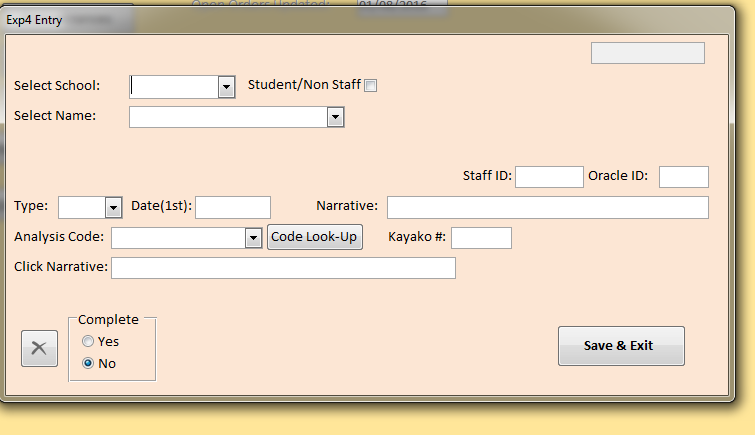 Open Orders Updated: 01/08/2016
Exp4 Entry
Select School: Student/Non Staff
Select Name:
Staff ID: Oracle ID:
Type: Date(1st): Narrative:
Analysis Code: Code Look-Up Kayako #:
Click Narrative:
Complete
Yes
No
Save & Exit